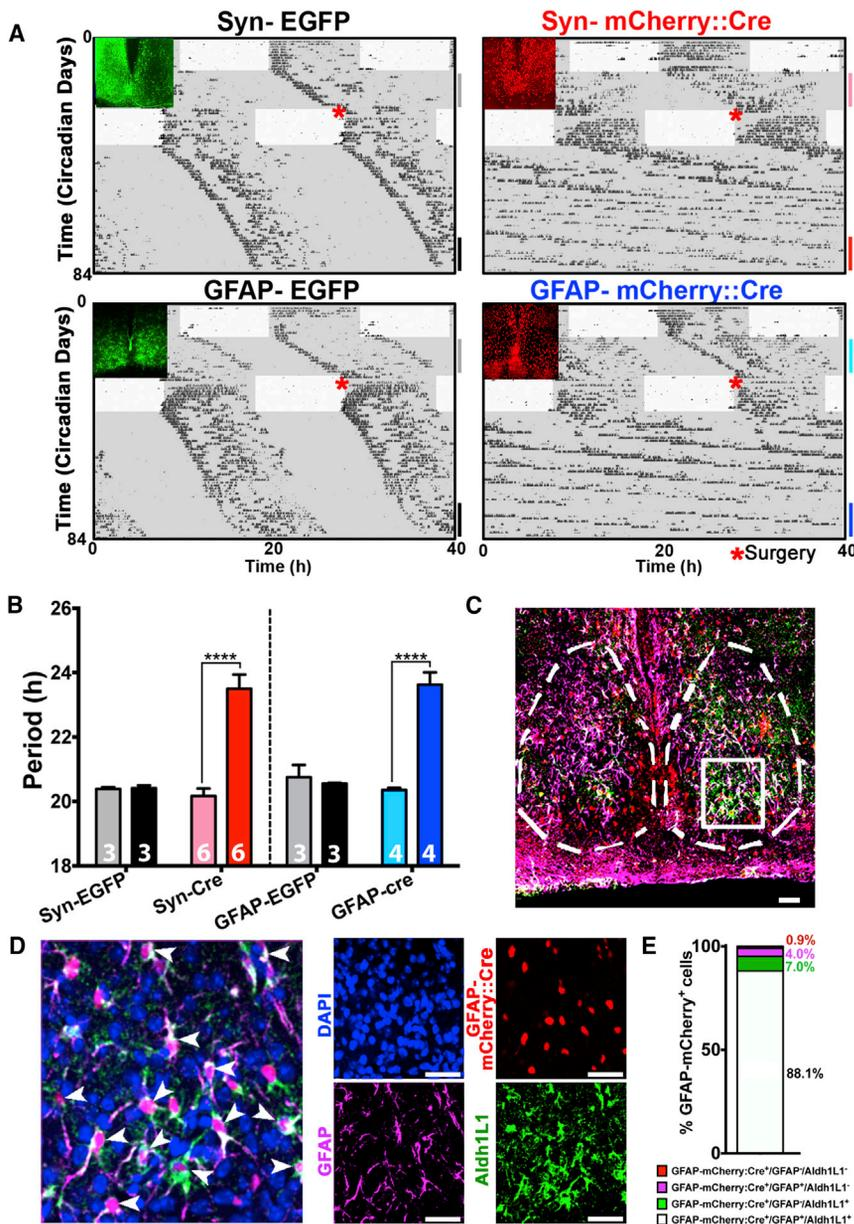 A
Syn- EGFP
Syn- mCherry::Cre
0
Time (Circadian Days)
84
GFAP- EGFP
GFAP- mCherry::Cre
0
Time (Circadian Days)
84
0 20 40
Time (h)
0 20 40
Time (h)
*Surgery
B
26
24
22
20
18
Period (h)
**** ****
3 3 6 6 3 3 4 4
Syn-EGFP
Syn-Cre
GFAP-EGFP
GFAP-cre
C
D
DAPI
GFAP-
mCherry::Cre
GFAP
Aldh1L1
E
% GFAP-mCherry⁺ cells
100
50
0
0.9%
4.0%
7.0%
88.1%
GFAP-mCherry:Cre⁺/GFAP⁻/Aldh1L1⁻
GFAP-mCherry:Cre⁺/GFAP⁺/Aldh1L1⁻
GFAP-mCherry:Cre⁺/GFAP⁻/Aldh1L1⁺
GFAP-mCherry:Cre⁺/GFAP⁺/Aldh1L1⁺